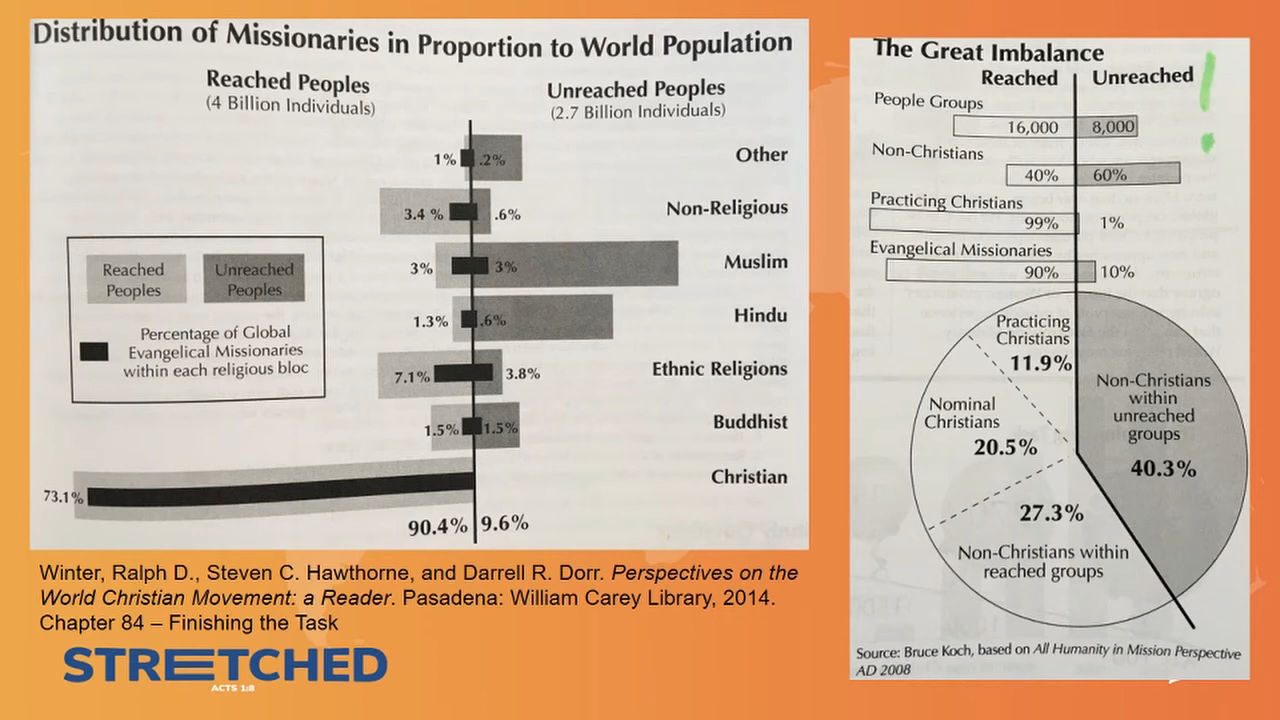 Distribution of Missionaries in Proportion to World Population
Reached Peoples
(4 Billion Individuals)
Unreached Peoples
(2.7 Billion Individuals)
1% .2% Other
3.4 % .6% Non-Religious
3% 3% Muslim
1.3% .6% Hindu
7.1% 3.8% Ethnic Religions
1.5% 1.5% Buddhist
73.1% Christian
90.4% 9.6%
Reached
Peoples
Unreached
Peoples
Percentage of Global
Evangelical Missionaries
within each religious bloc
Winter, Ralph D., Steven C. Hawthorne, and Darrell R. Dorr. Perspectives on the
World Christian Movement: a Reader. Pasadena: William Carey Library, 2014.
Chapter 84 – Finishing the Task
STRETCHED
ACTS 1:8
The Great Imbalance
Reached Unreached
People Groups
16,000 8,000
Non-Christians
40% 60%
Practicing Christians
99% 1%
Evangelical Missionaries
90% 10%
Practicing
Christians
11.9%
Nominal
Christians
20.5%
Non-Christians
within
unreached
groups
40.3%
27.3%
Non-Christians within
reached groups
Source: Bruce Koch, based on All Humanity in Mission Perspective
AD 2008